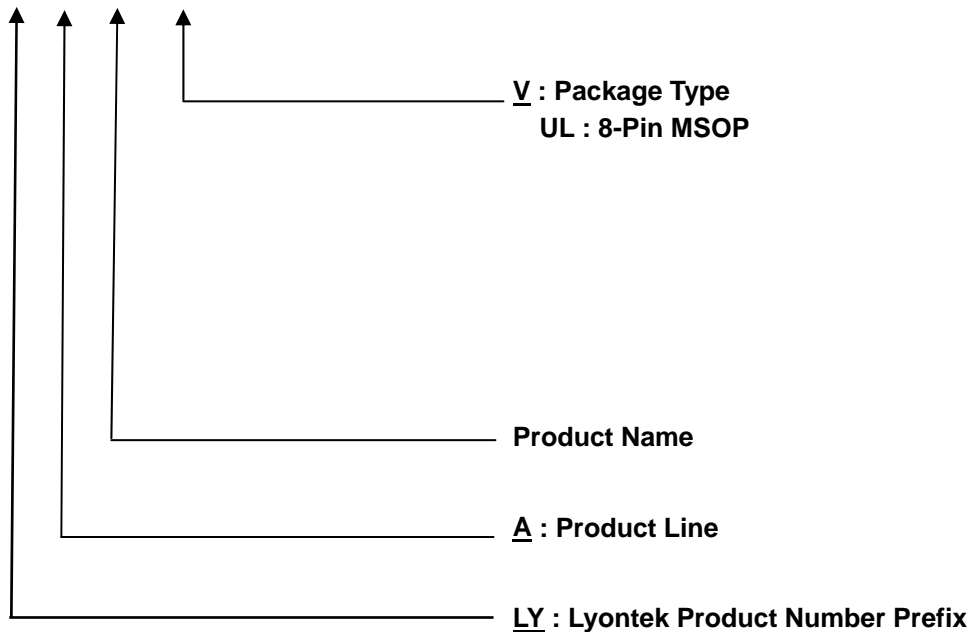 V : Package Type
UL : 8-Pin MSOP
Product Name
A : Product Line
LY : Lyontek Product Number Prefix